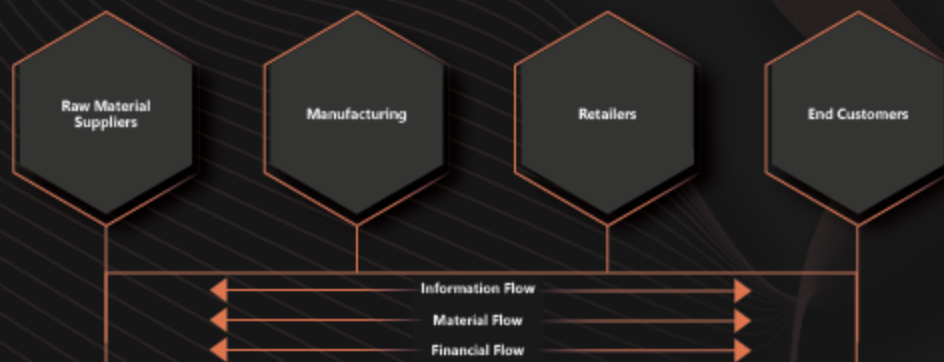 Raw Material
Suppliers
Manufacturing
Retailers
End Customers
Information Flow
Material Flow
Financial Flow